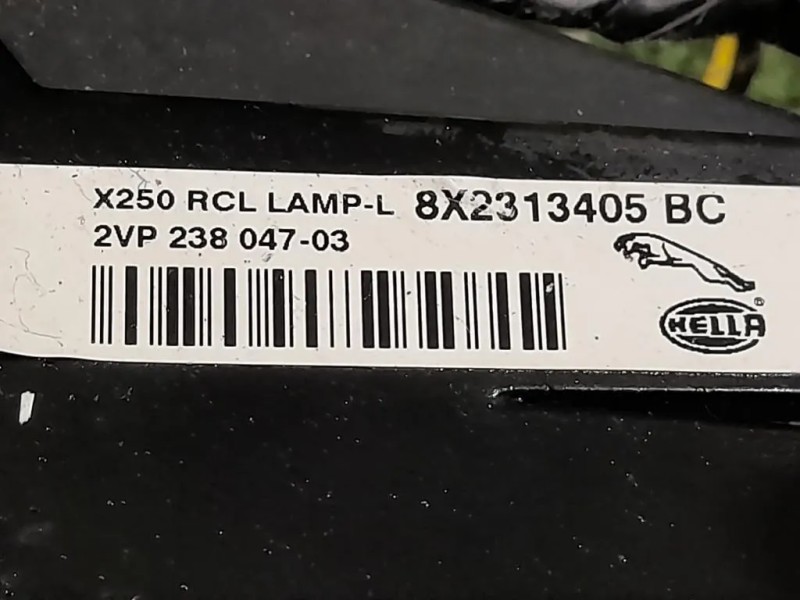 X250 RCL LAMP-L 8X2313405 BC
2VP 238 047-03
HELLA ®